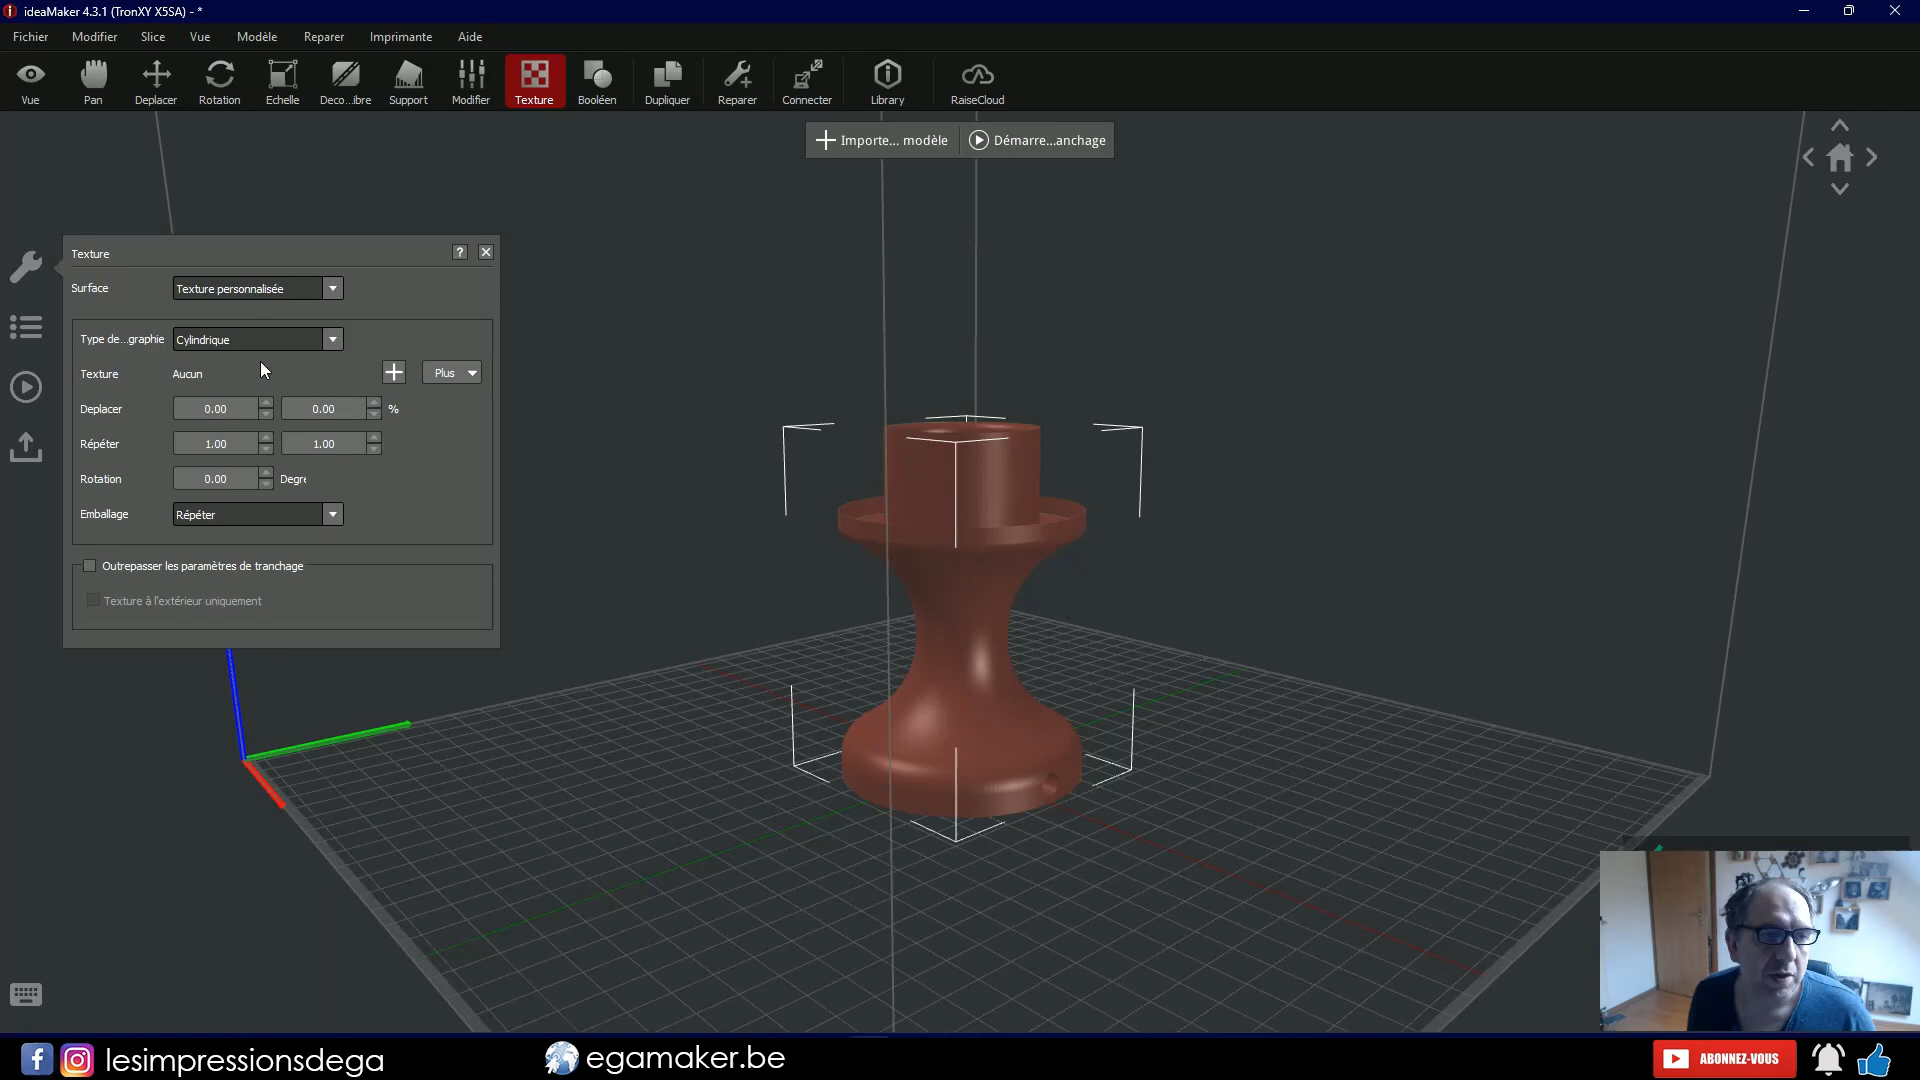 ideaMaker 4.3.1 (TronXY X5SA) - *
Fichier Modifier Slice Vue Modèle Reparer Imprimante Aide
Vue Pan Deplacer Rotation Echelle Deco...ibre Support Modifier Texture Booléen Dupliquer Reparer Connecter Library RaiseCloud
Importe... modèle Démarre...anchage
Texture ?
Surface Texture personnalisée
Type de...graphie Cylindrique
Texture Aucun Plus
Deplacer 0.00 0.00 %
Répéter 1.00 1.00
Rotation 0.00 Degre
Emballage Répéter
Outrepasser les paramètres de tranchage
Texture à l'extérieur uniquement
lesimpressionsdega egamaker.be ABONNEZ-VOUS